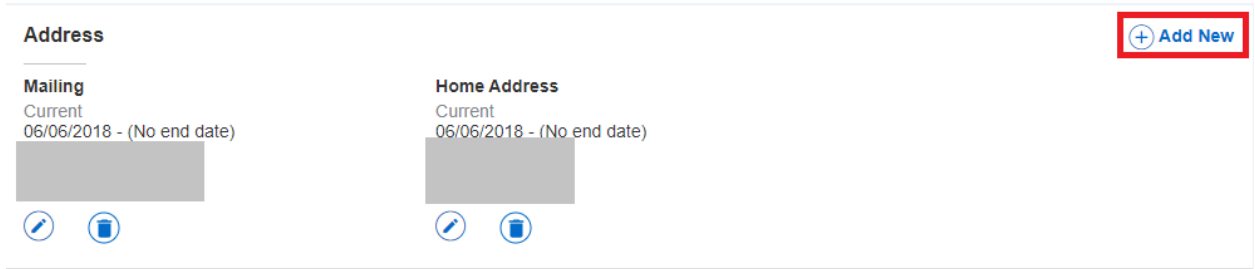 Address
Add New
Mailing
Current
06/06/2018 - (No end date)
Home Address
Current
06/06/2018 - (No end date)